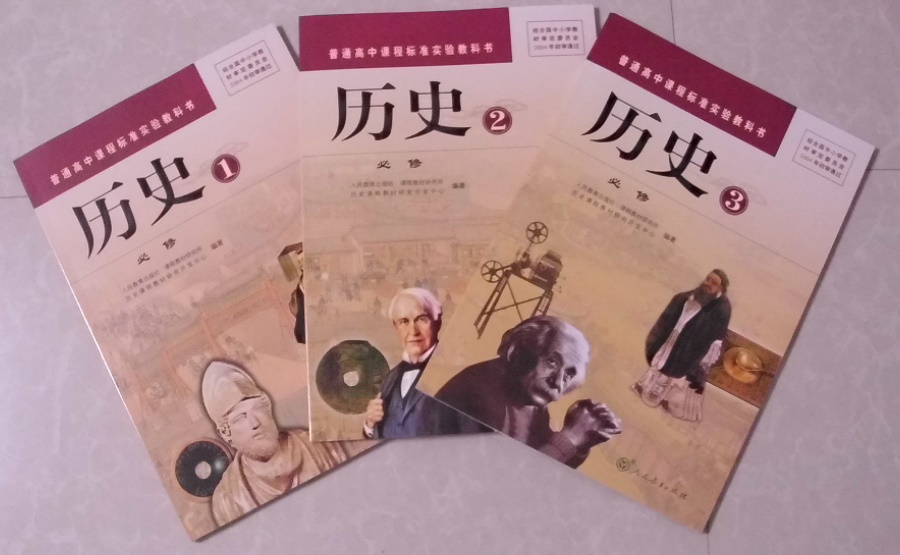 普通高中课程标准实验教科书
经全国中小学教
材审定委员会
2004年初审通过
历史1
必修
人民教育出版社 课程教材研究所
历史课程教材研究开发中心
编著
普通高中课程标准实验教科书
经全国中小学教
材审定委员会
2004年初审通过
历史2
必修
人民教育出版社 课程教材研究所
历史课程教材研究开发中心
编著
普通高中课程标准实验教科书
经全国中小学教
材审定委员会
2004年初审通过
历史3
必修
人民教育出版社 课程教材研究所
历史课程教材研究开发中心
编著
人民教育出版社